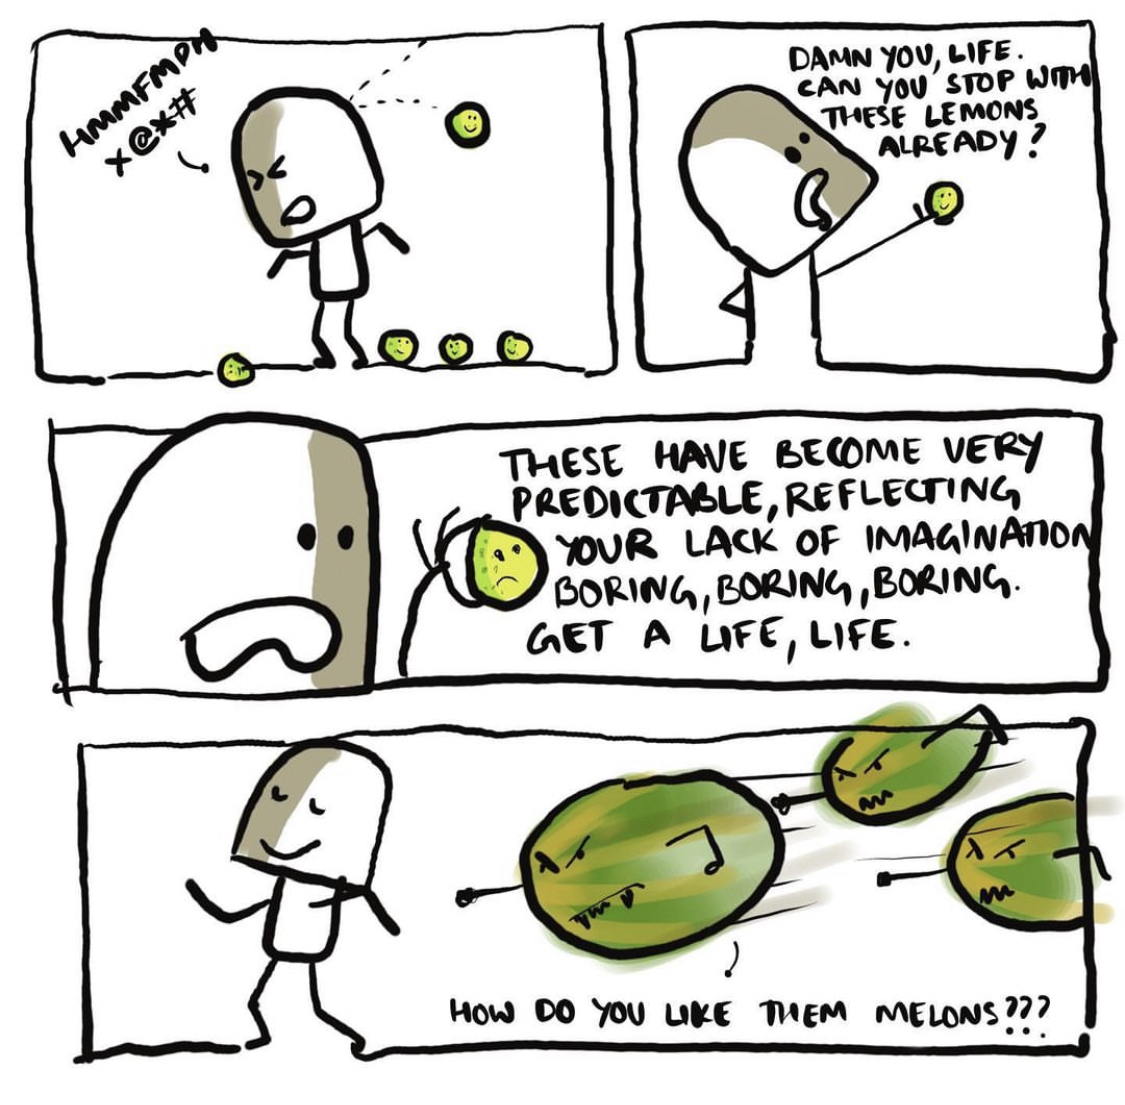 HMMFMPH
X@X#
DAMN YOU, LIFE.
CAN YOU STOP WITH
THESE LEMONS
ALREADY?
THESE HAVE BECOME VERY
PREDICTABLE, REFLECTING
YOUR LACK OF IMAGINATION
BORING, BORING, BORING.
GET A LIFE, LIFE.
HOW DO YOU LIKE THEM MELONS???